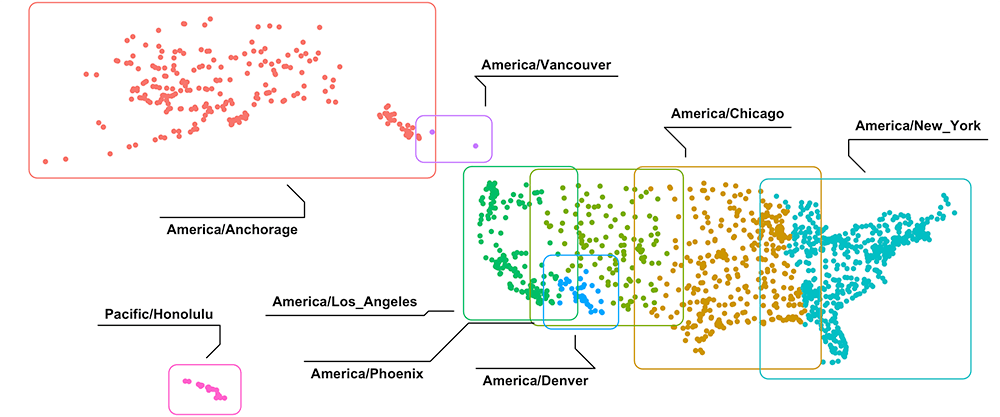 America/Vancouver
America/Chicago
America/New_York
America/Anchorage
America/Los_Angeles
Pacific/Honolulu
America/Phoenix
America/Denver